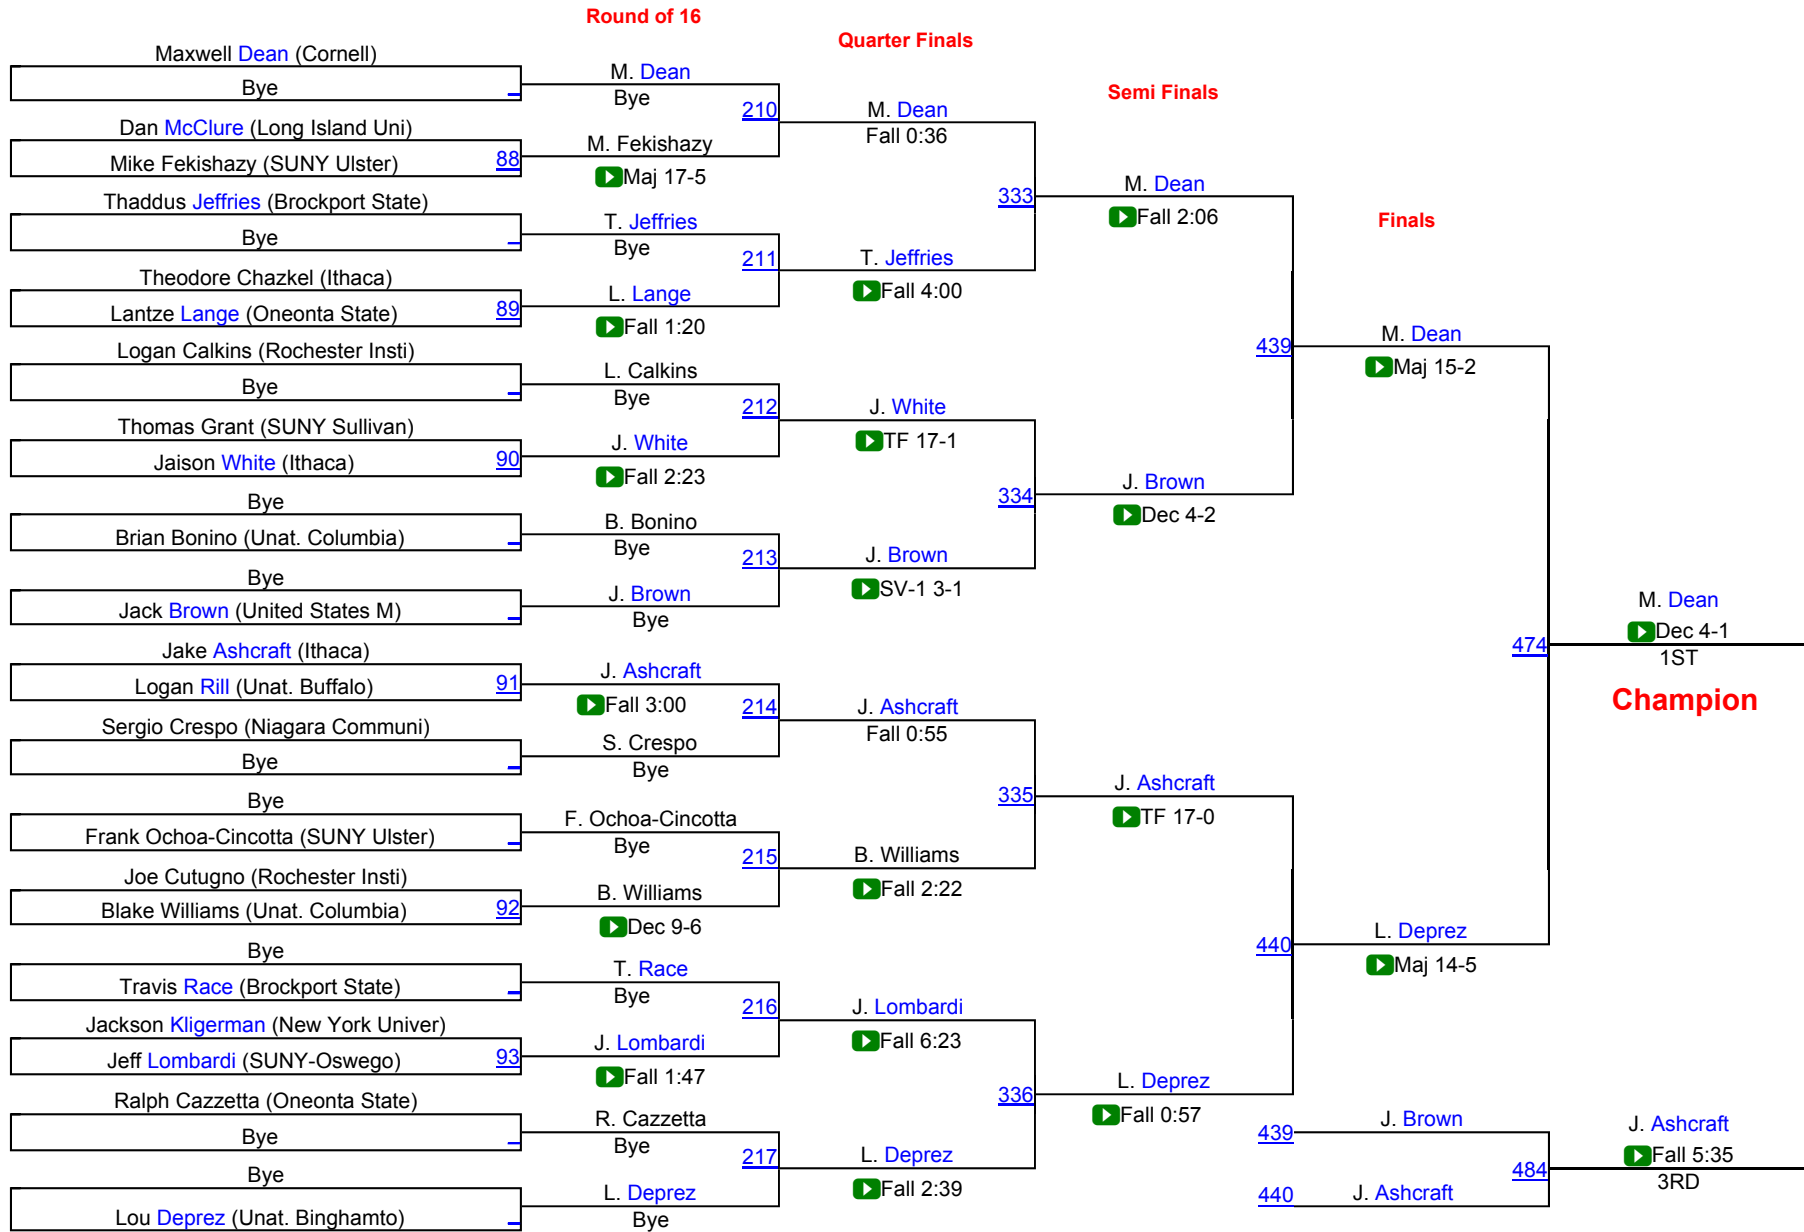 Round of 16
Quarter Finals
Semi Finals
Finals
Maxwell Dean (Cornell)
Bye
Dan McClure (Long Island Uni)
Mike Fekishazy (SUNY Ulster) 88
Thaddus Jeffries (Brockport State)
Bye
Theodore Chazkel (Ithaca)
Lantze Lange (Oneonta State) 89
Logan Calkins (Rochester Insti)
Bye
Thomas Grant (SUNY Sullivan)
Jaison White (Ithaca) 90
Bye
Brian Bonino (Unat. Columbia)
Bye
Jack Brown (United States M)
Jake Ashcraft (Ithaca)
Logan Rill (Unat. Buffalo) 91
Sergio Crespo (Niagara Communi)
Bye
Bye
Frank Ochoa-Cincotta (SUNY Ulster)
Joe Cutugno (Rochester Insti)
Blake Williams (Unat. Columbia) 92
Bye
Travis Race (Brockport State)
Jackson Kligerman (New York Univer)
Jeff Lombardi (SUNY-Oswego) 93
Ralph Cazzetta (Oneonta State)
Bye
Bye
Lou Deprez (Unat. Binghamto)
M. Dean
Bye
210
M. Fekishazy
Maj 17-5
T. Jeffries
Bye
211
L. Lange
Fall 1:20
L. Calkins
Bye
212
J. White
Fall 2:23
B. Bonino
Bye
213
J. Brown
Bye
J. Ashcraft
Fall 3:00
214
S. Crespo
Bye
F. Ochoa-Cincotta
Bye
215
B. Williams
Dec 9-6
T. Race
Bye
216
J. Lombardi
Fall 1:47
R. Cazzetta
Bye
217
L. Deprez
Bye
M. Dean
Fall 0:36
333
T. Jeffries
Fall 4:00
J. White
TF 17-1
334
J. Brown
SV-1 3-1
J. Ashcraft
Fall 0:55
335
B. Williams
Fall 2:22
J. Lombardi
Fall 6:23
336
L. Deprez
Fall 2:39
M. Dean
Fall 2:06
439
J. Brown
Dec 4-2
J. Ashcraft
TF 17-0
440
L. Deprez
Fall 0:57
M. Dean
Maj 15-2
474
L. Deprez
Maj 14-5
M. Dean
Dec 4-1
1ST
Champion
439 J. Brown
484
440 J. Ashcraft
J. Ashcraft
Fall 5:35
3RD